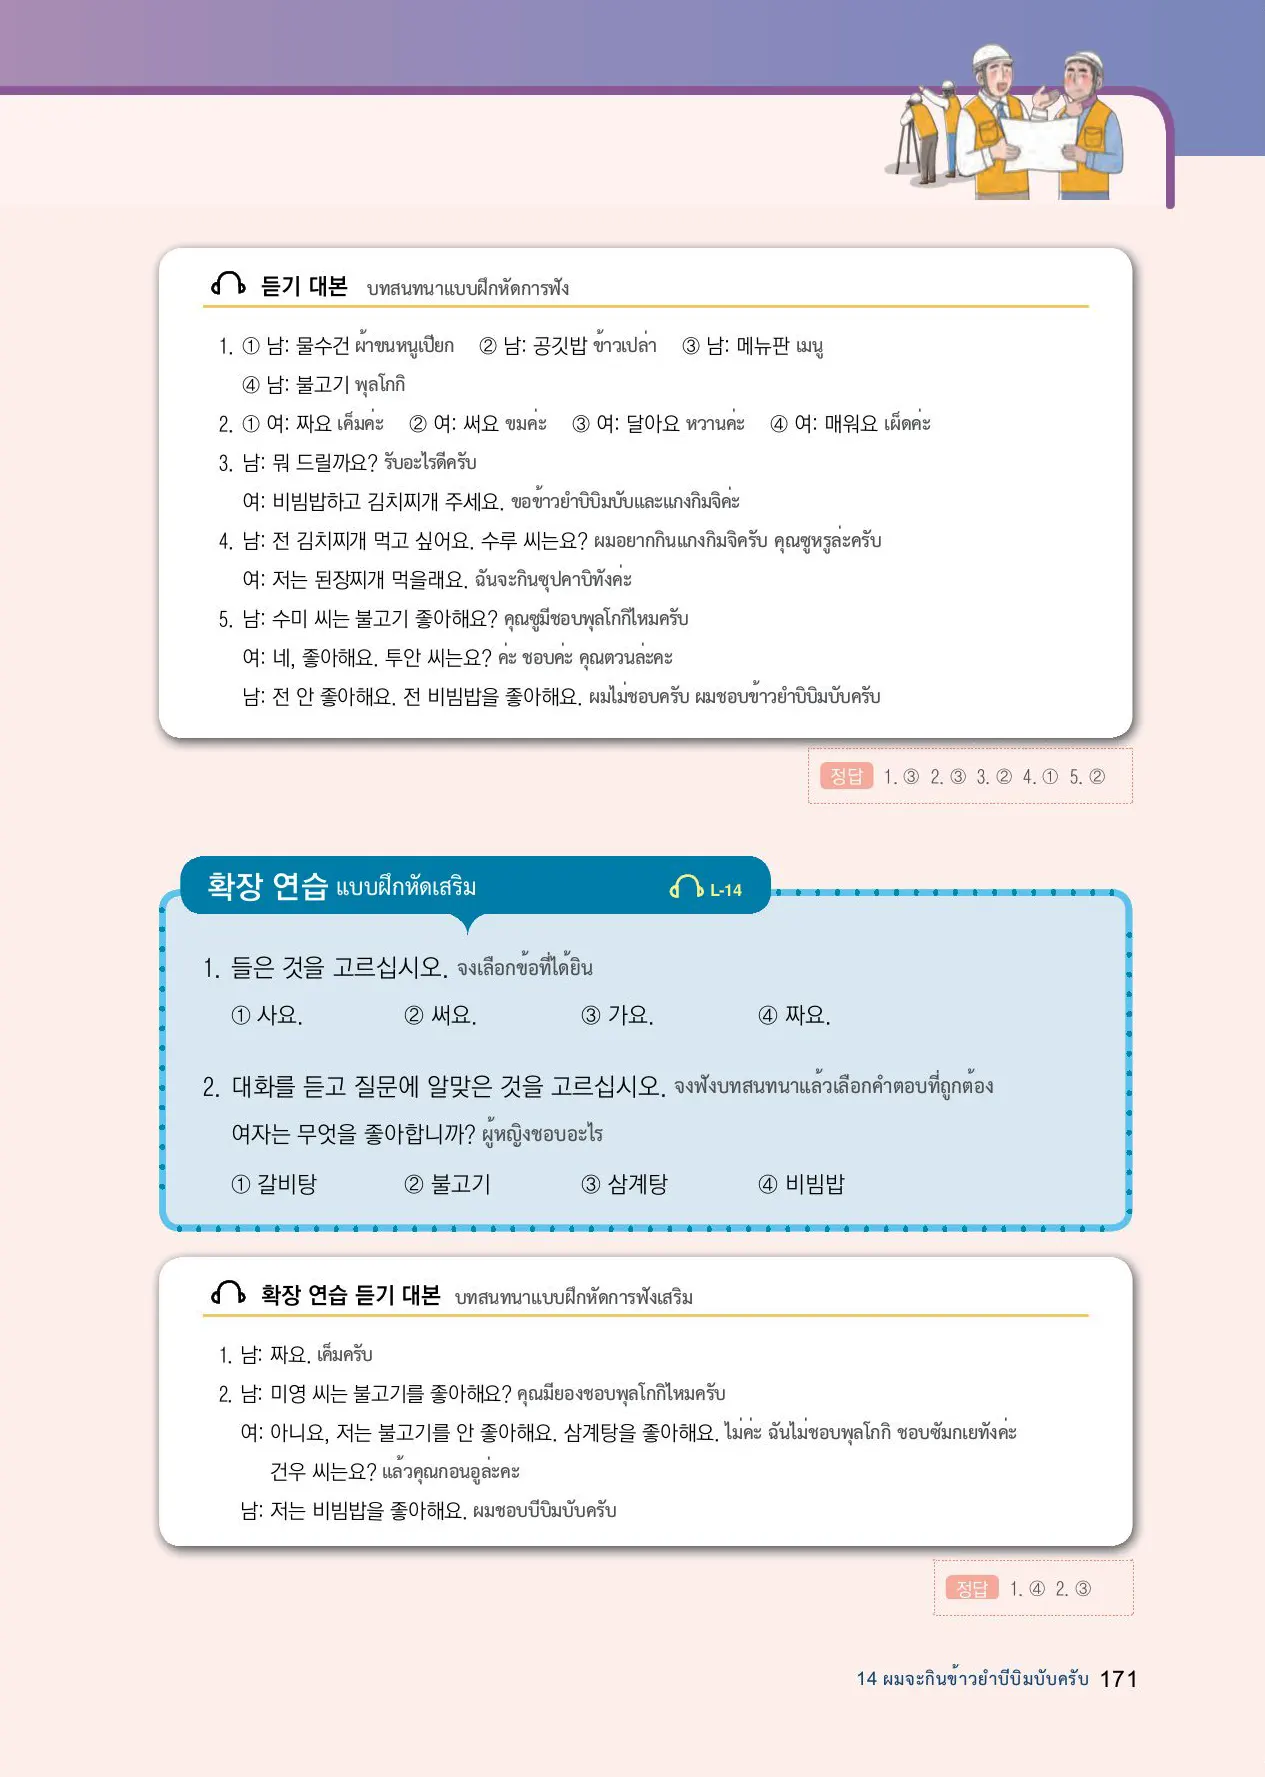 듣기 대본 บทสนทนาแบบฝึกหัดการฟัง
1. ① 남: 물수건 ผ้าขนหนูเปียก ② 남: 공깃밥 ข้าวเปล่า ③ 남: 메뉴판 เมนู
④ 남: 불고기 พุลโกกิ
2. ① 여: 짜요 เค็มค่ะ ② 여: 써요 ขมค่ะ ③ 여: 달아요 หวานค่ะ ④ 여: 매워요 เผ็ดค่ะ
3. 남: 뭐 드릴까요? รับอะไรดีครับ
여: 비빔밥하고 김치찌개 주세요. ขอข้าวยำบิบิมบับและแกงกิมจิค่ะ
4. 남: 전 김치찌개 먹고 싶어요. 수루 씨는요? ผมอยากกินแกงกิมจิครับ คุณซูหรูล่ะครับ
여: 저는 된장찌개 먹을래요. ฉันจะกินซุปคาบิทังค่ะ
5. 남: 수미 씨는 불고기 좋아해요? คุณซูมีชอบพุลโกกิไหมครับ
여: 네, 좋아해요. 투안 씨는요? ค่ะ ชอบค่ะ คุณตวนล่ะคะ
남: 전 안 좋아해요. 전 비빔밥을 좋아해요. ผมไม่ชอบครับ ผมชอบข้าวยำบิบิมบับครับ
정답 1. ③ 2. ③ 3. ② 4. ① 5. ②
확장 연습 แบบฝึกหัดเสริม L-14
1. 들은 것을 고르십시오. จงเลือกข้อที่ได้ยิน
① 사요. ② 써요. ③ 가요. ④ 짜요.
2. 대화를 듣고 질문에 알맞은 것을 고르십시오. จงฟังบทสนทนาแล้วเลือกคำตอบที่ถูกต้อง
여자는 무엇을 좋아합니까? ผู้หญิงชอบอะไร
① 갈비탕 ② 불고기 ③ 삼계탕 ④ 비빔밥
확장 연습 듣기 대본 บทสนทนาแบบฝึกหัดการฟังเสริม
1. 남: 짜요. เค็มครับ
2. 남: 미영 씨는 불고기를 좋아해요? คุณมียองชอบพุลโกกิไหมครับ
여: 아니요, 저는 불고기를 안 좋아해요. 삼계탕을 좋아해요. ไม่ค่ะ ฉันไม่ชอบพุลโกกิ ชอบซัมกเยทังค่ะ
건우 씨는요? แล้วคุณกอนอูล่ะคะ
남: 저는 비빔밥을 좋아해요. ผมชอบบีบิมบับครับ
정답 1. ④ 2. ③
14 ผมจะกินข้าวยำบีบิมบับครับ 171